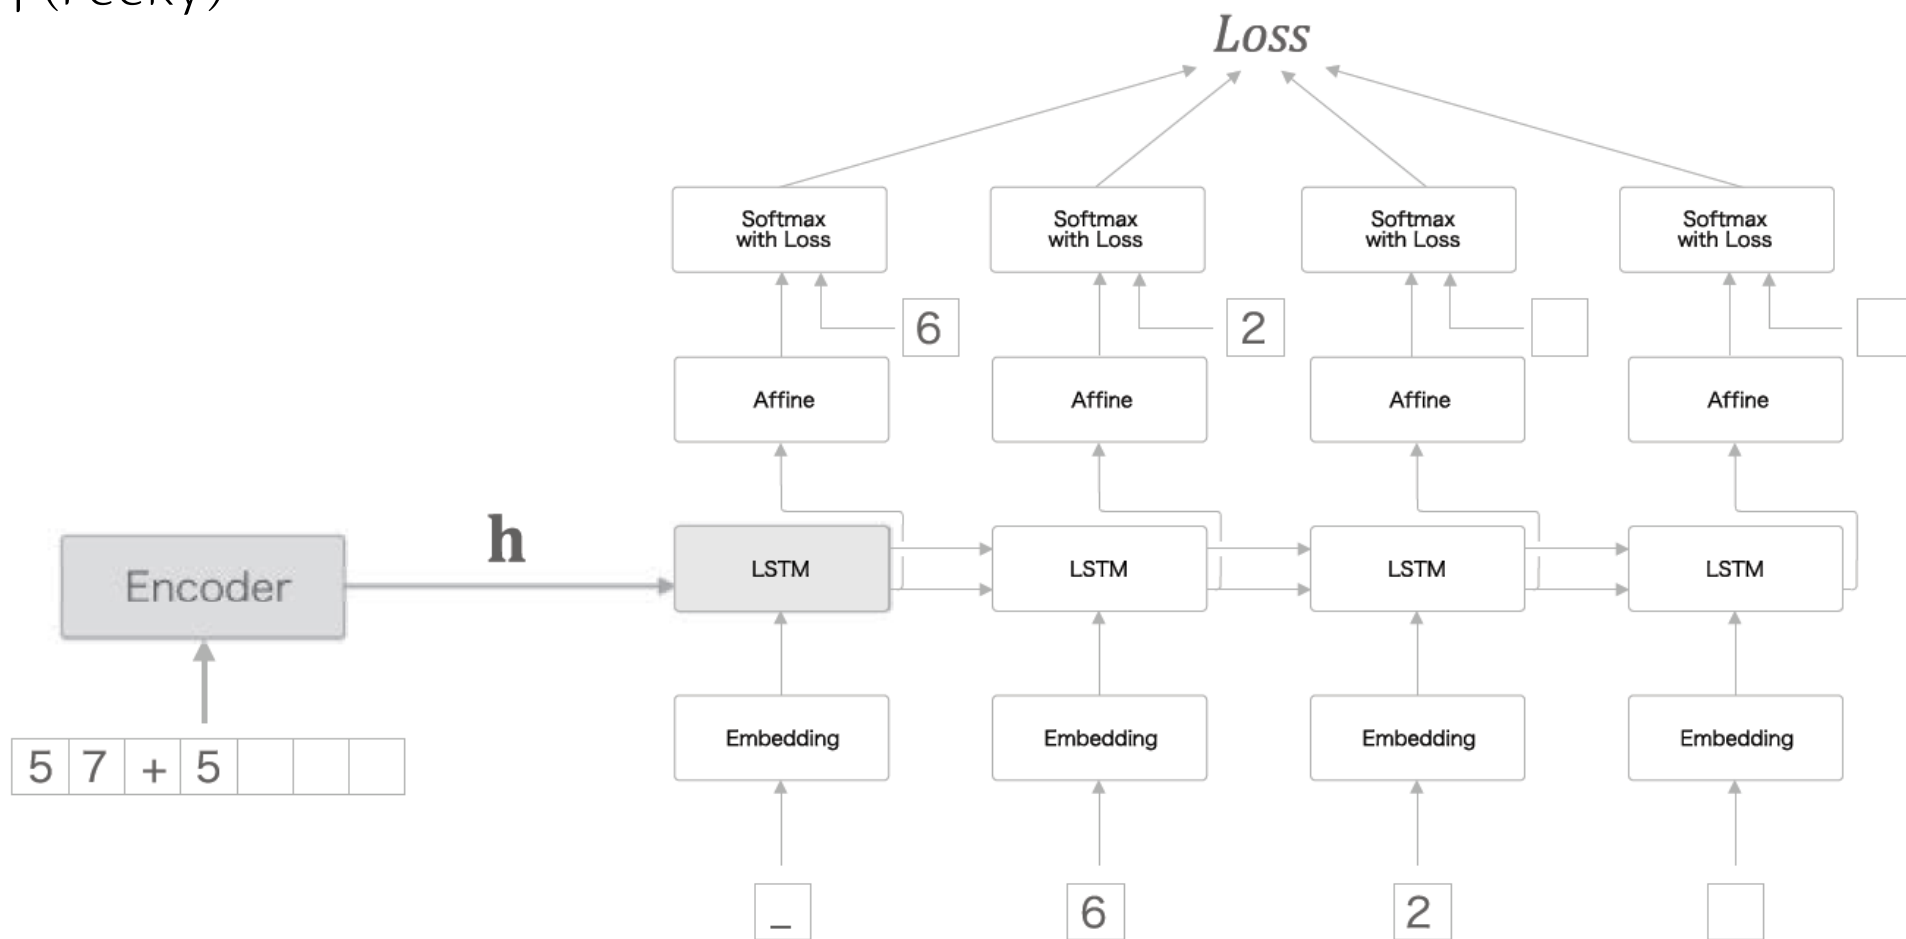 Loss
Softmax
with Loss
Softmax
with Loss
Softmax
with Loss
Softmax
with Loss
6
2
Affine
Affine
Affine
Affine
h
Encoder
LSTM
LSTM
LSTM
LSTM
5 7 + 5
Embedding
Embedding
Embedding
Embedding
_
6
2